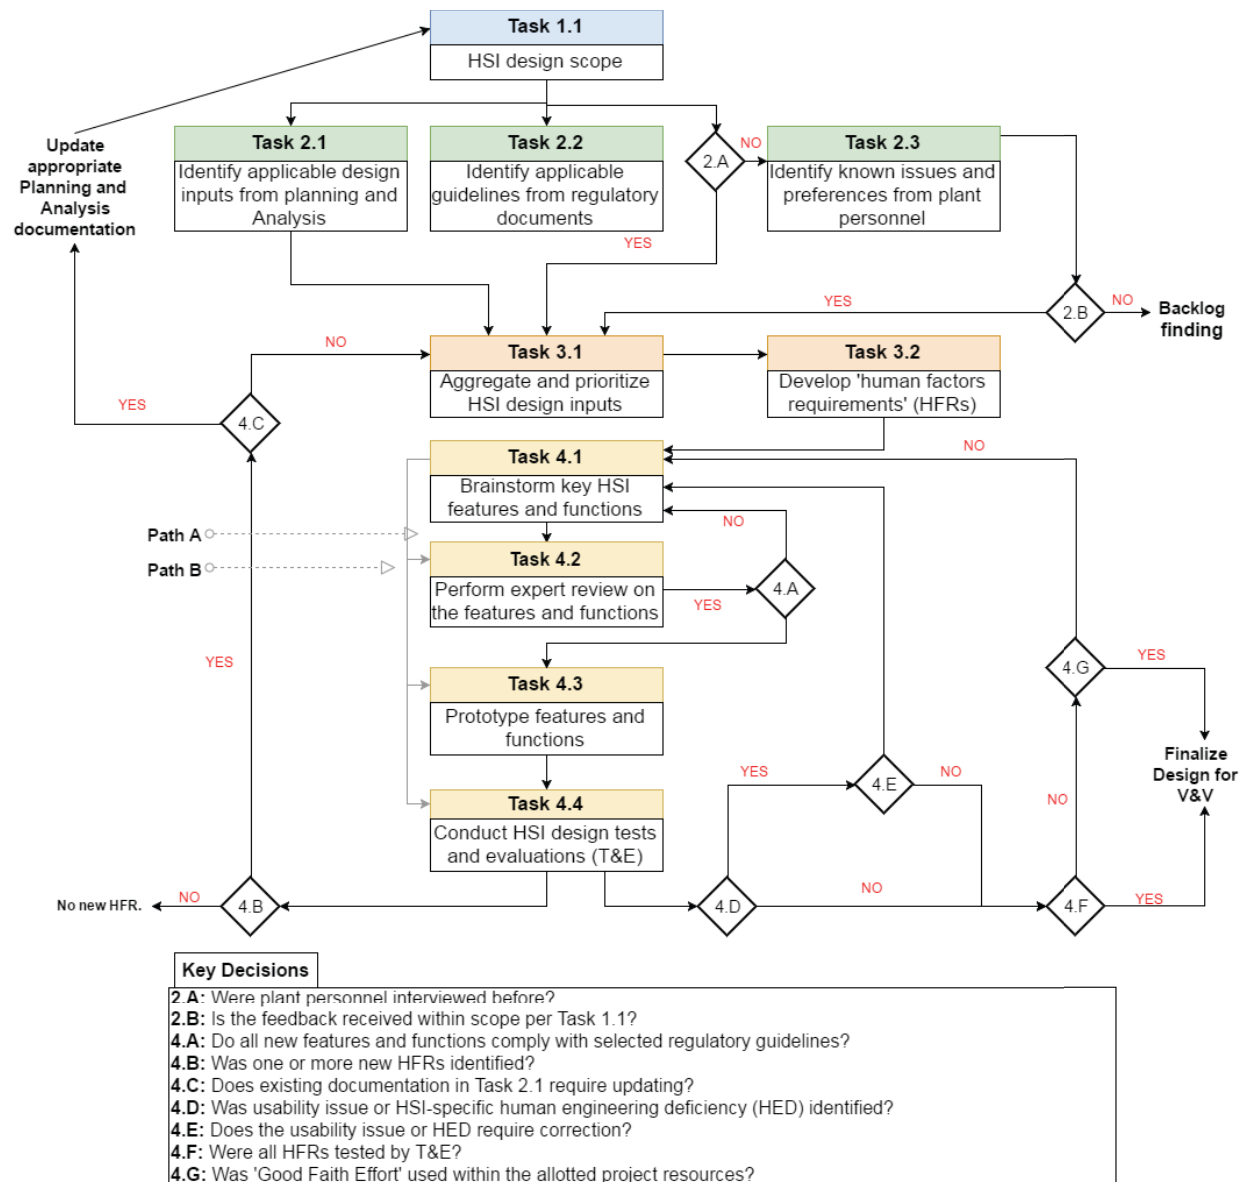 Task 1.1
HSI design scope
Update
appropriate
Planning and
Analysis
documentation
Task 2.1
Identify applicable design
inputs from planning and
Analysis
Task 2.2
Identify applicable
guidelines from regulatory
documents
2.A
NO
YES
Task 2.3
Identify known issues and
preferences from plant
personnel
2.B
YES
NO
Backlog
finding
NO
YES
4.C
Task 3.1
Aggregate and prioritize
HSI design inputs
Task 3.2
Develop 'human factors
requirements' (HFRs)
Task 4.1
Brainstorm key HSI
features and functions
NO
NO
Path A
Path B
Task 4.2
Perform expert review on
the features and functions
YES
4.A
YES
Task 4.3
Prototype features and
functions
4.G
YES
Finalize
Design for
V&V
YES
4.E
NO
NO
Task 4.4
Conduct HSI design tests
and evaluations (T&E)
No new HFR.
NO
4.B
4.D
NO
4.F
YES
Key Decisions
2.A: Were plant personnel interviewed before?
2.B: Is the feedback received within scope per Task 1.1?
4.A: Do all new features and functions comply with selected regulatory guidelines?
4.B: Was one or more new HFRs identified?
4.C: Does existing documentation in Task 2.1 require updating?
4.D: Was usability issue or HSI-specific human engineering deficiency (HED) identified?
4.E: Does the usability issue or HED require correction?
4.F: Were all HFRs tested by T&E?
4.G: Was 'Good Faith Effort' used within the allotted project resources?